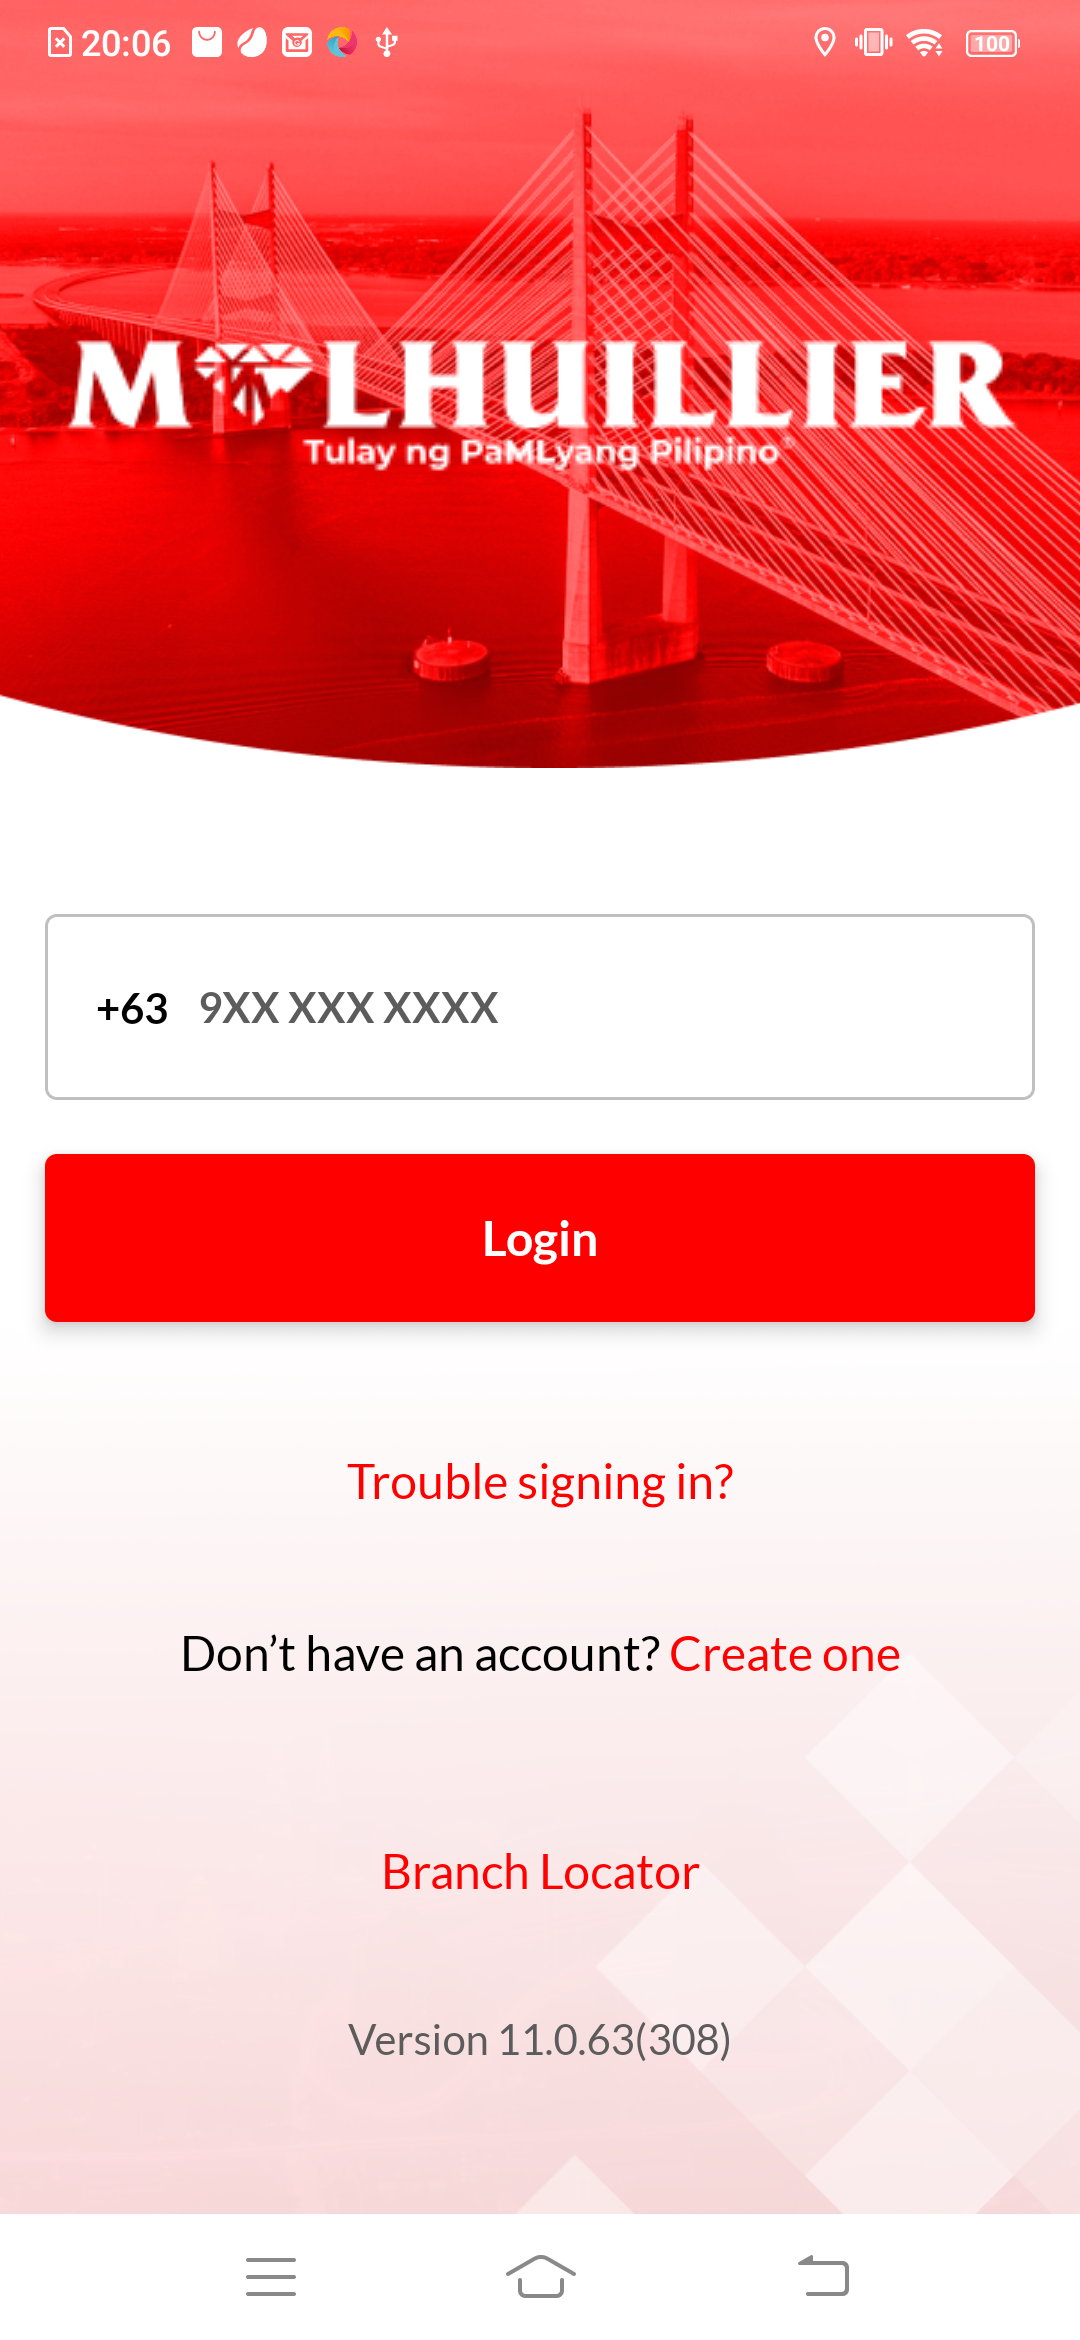 20:06
100
M LHUILLIER
Tulay ng PaMLyang Pilipino
+63 9XX XXX XXXX
Login
Trouble signing in?
Don’t have an account? Create one
Branch Locator
Version 11.0.63(308)